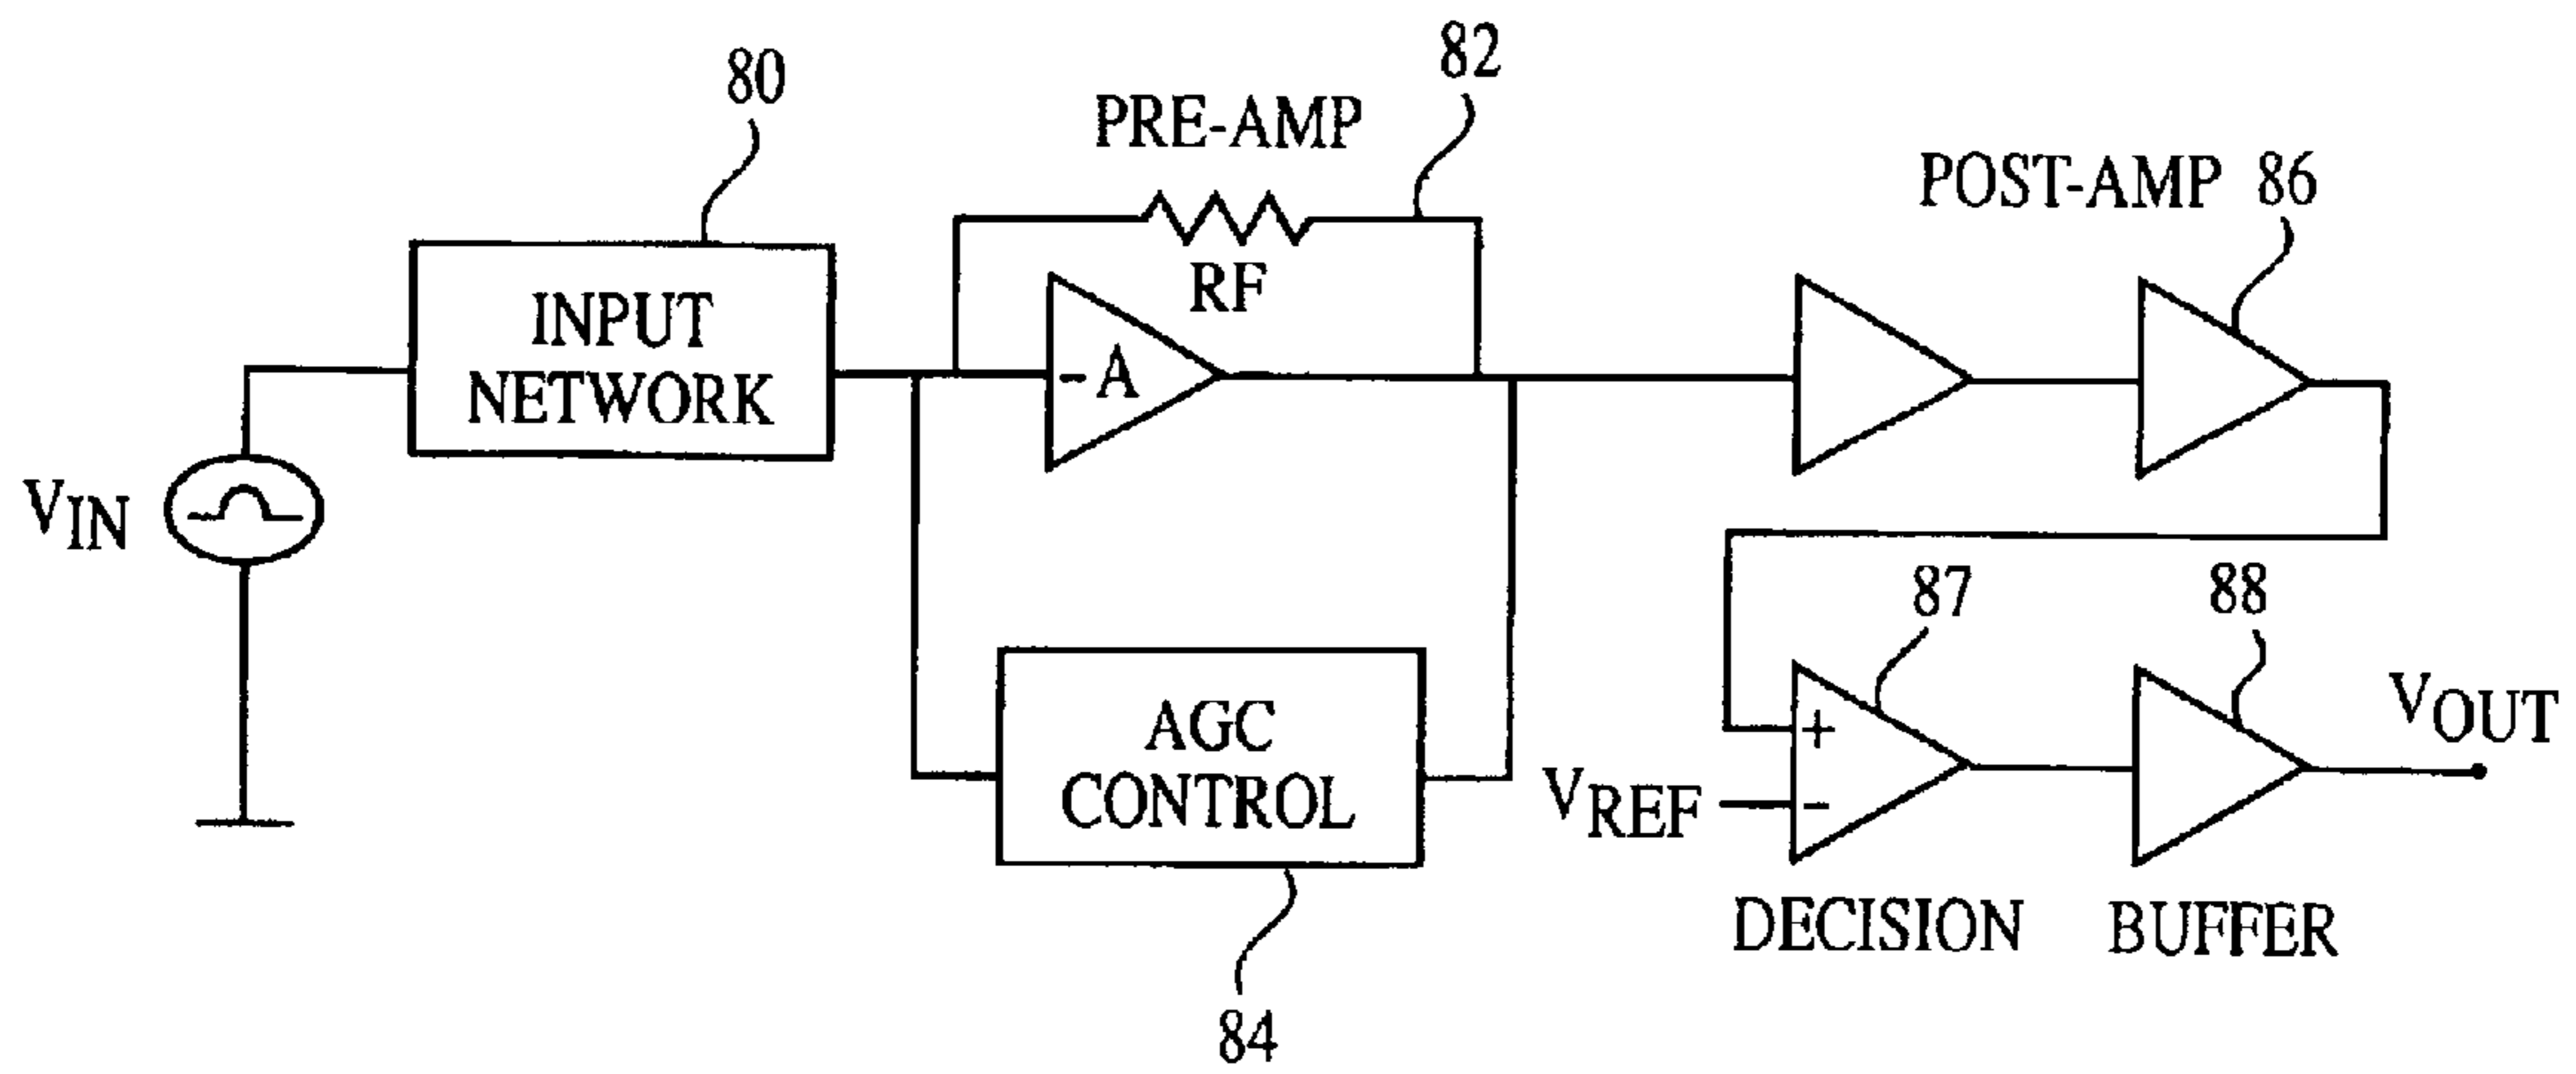 80
PRE-AMP
82
POST-AMP 86
RF
INPUT
NETWORK
- A
VIN
87
88
AGC
CONTROL
+
-
VREF
VOUT
DECISION
BUFFER
84